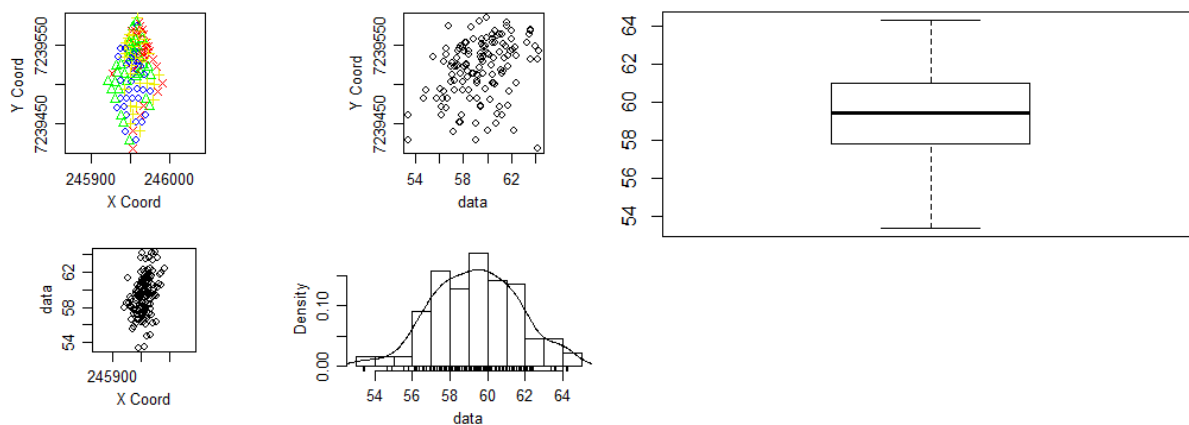 7239550
7239450
Y Coord
245900 246000
X Coord
7239550
7239450
Y Coord
54 58 62
data
64
62
60
58
56
54
62
58
54
data
245900
X Coord
0.10
0.00
Density
54 56 58 60 62 64
data